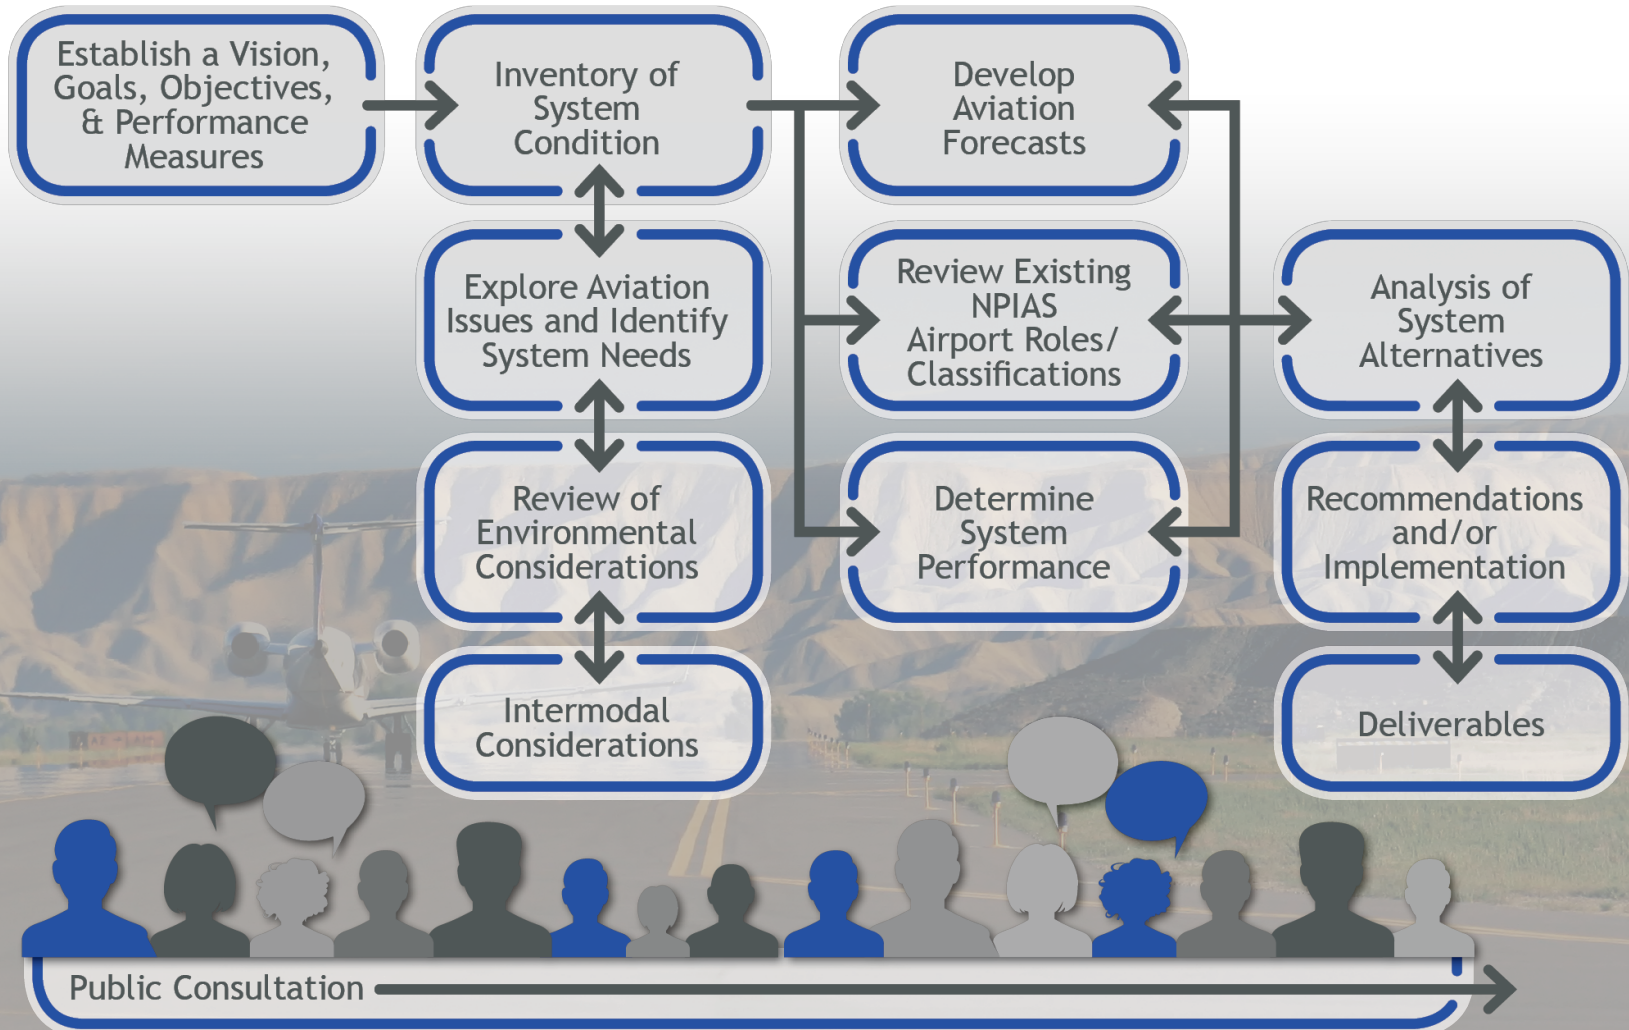 Establish a Vision,
Goals, Objectives,
& Performance
Measures
Inventory of
System
Condition
Explore Aviation
Issues and Identify
System Needs
Review of
Environmental
Considerations
Intermodal
Considerations
Develop
Aviation
Forecasts
Review Existing
NPIAS
Airport Roles/
Classifications
Determine
System
Performance
Analysis of
System
Alternatives
Recommendations
and/or
Implementation
Deliverables
Public Consultation